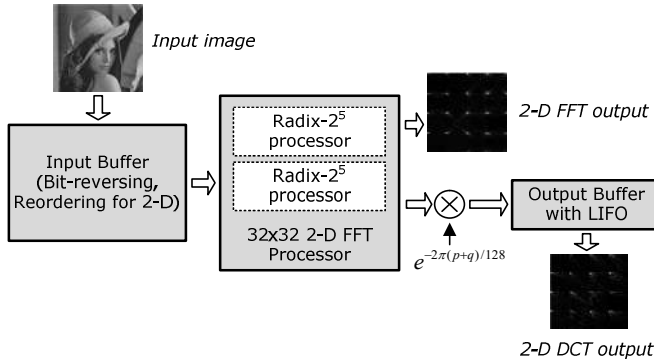 Input image
Input Buffer
(Bit-reversing,
Reordering for 2-D)
Radix-2⁵
processor
Radix-2⁵
processor
32x32 2-D FFT
Processor
2-D FFT output
e^{-2π(p+q)/128}
Output Buffer
with LIFO
2-D DCT output